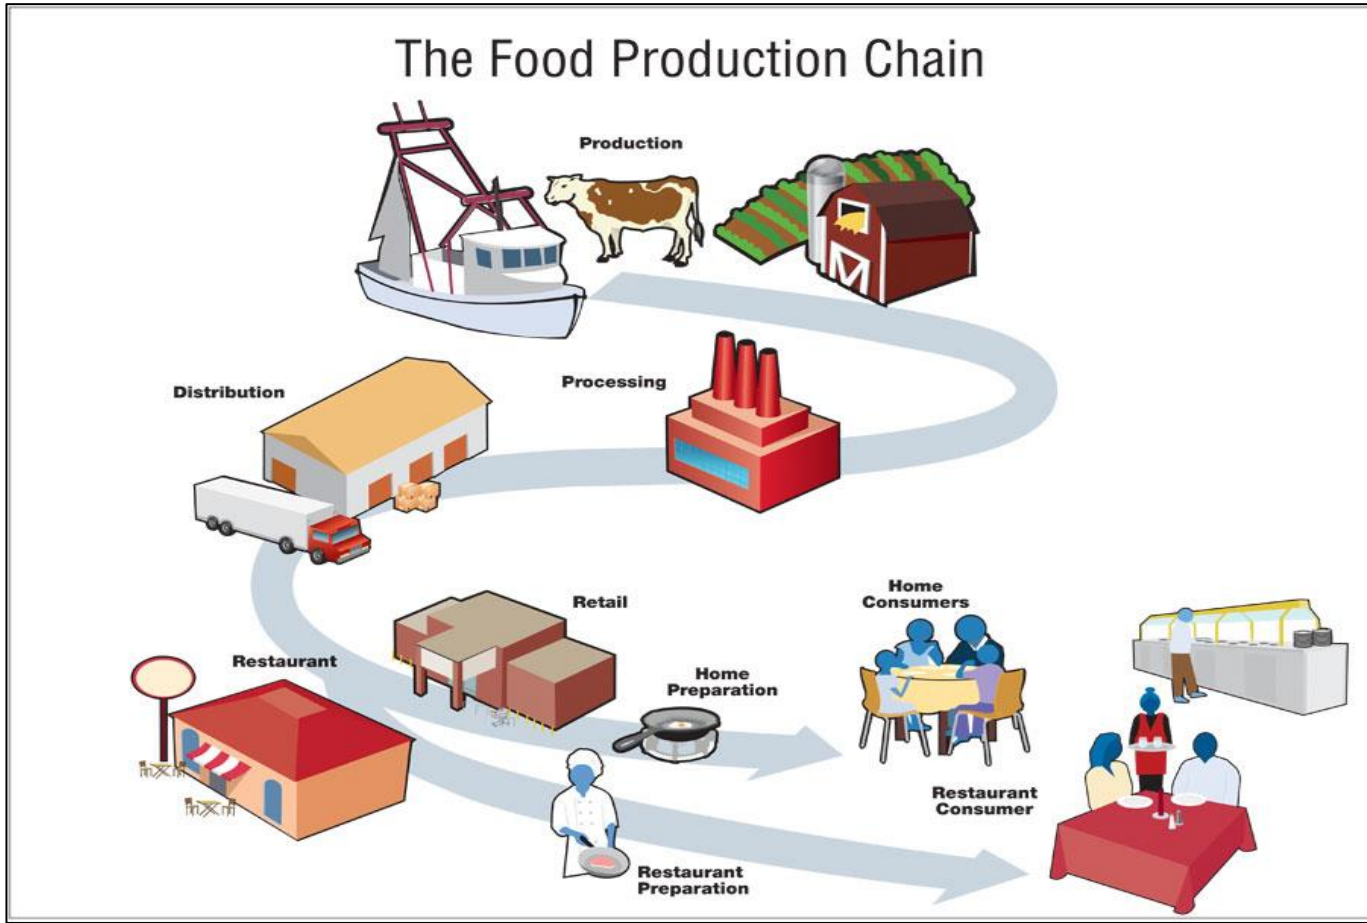 The Food Production Chain
Production
Processing
Distribution
Retail
Restaurant
Home
Preparation
Home
Consumers
Restaurant
Preparation
Restaurant
Consumer